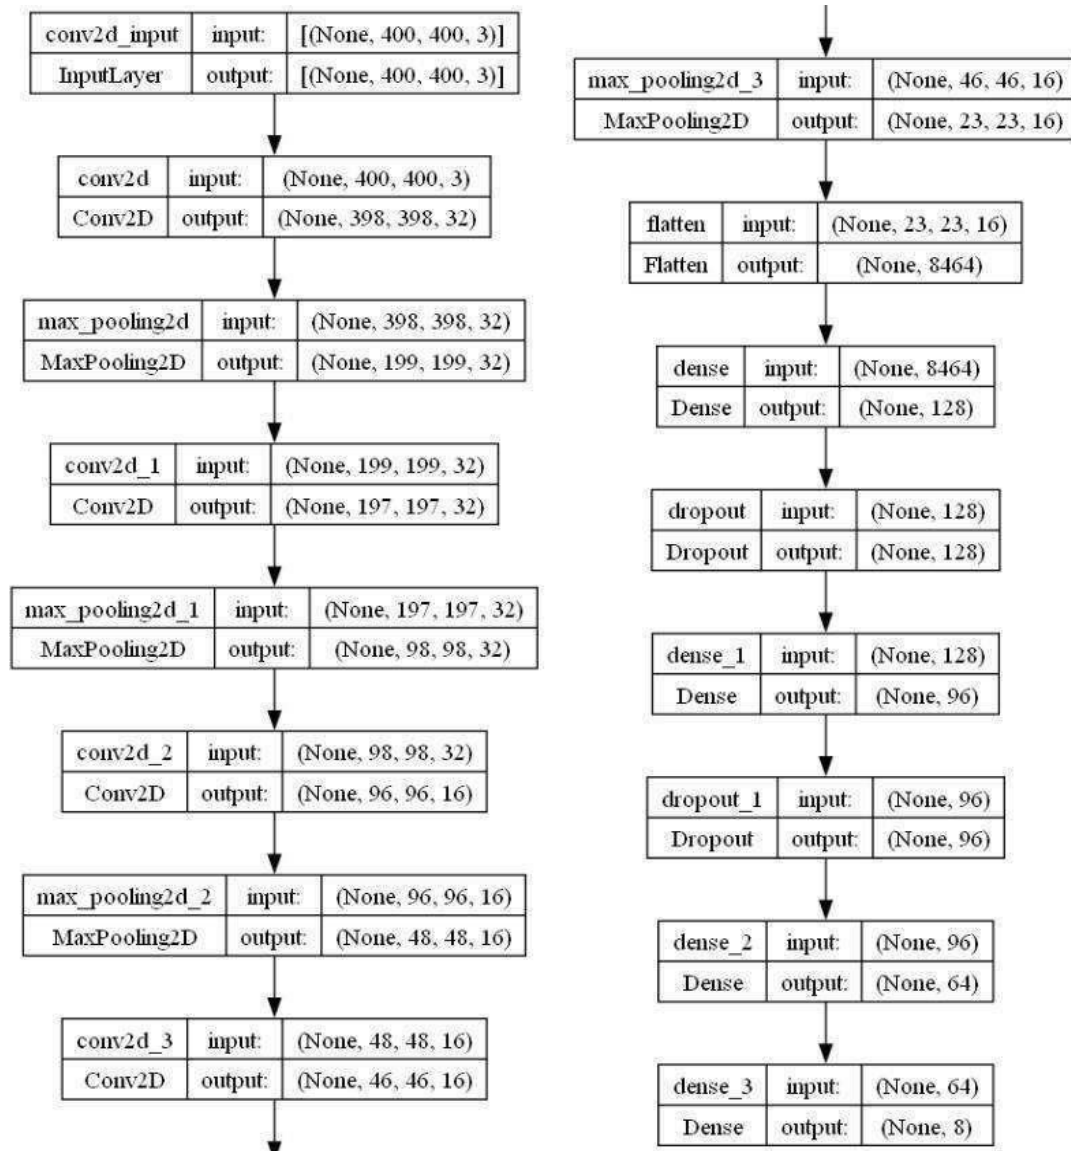 conv2d_input input: [(None, 400, 400, 3)]
InputLayer output: [(None, 400, 400, 3)]
conv2d input: (None, 400, 400, 3)
Conv2D output: (None, 398, 398, 32)
max_pooling2d input: (None, 398, 398, 32)
MaxPooling2D output: (None, 199, 199, 32)
conv2d_1 input: (None, 199, 199, 32)
Conv2D output: (None, 197, 197, 32)
max_pooling2d_1 input: (None, 197, 197, 32)
MaxPooling2D output: (None, 98, 98, 32)
conv2d_2 input: (None, 98, 98, 32)
Conv2D output: (None, 96, 96, 16)
max_pooling2d_2 input: (None, 96, 96, 16)
MaxPooling2D output: (None, 48, 48, 16)
conv2d_3 input: (None, 48, 48, 16)
Conv2D output: (None, 46, 46, 16)
max_pooling2d_3 input: (None, 46, 46, 16)
MaxPooling2D output: (None, 23, 23, 16)
flatten input: (None, 23, 23, 16)
Flatten output: (None, 8464)
dense input: (None, 8464)
Dense output: (None, 128)
dropout input: (None, 128)
Dropout output: (None, 128)
dense_1 input: (None, 128)
Dense output: (None, 96)
dropout_1 input: (None, 96)
Dropout output: (None, 96)
dense_2 input: (None, 96)
Dense output: (None, 64)
dense_3 input: (None, 64)
Dense output: (None, 8)